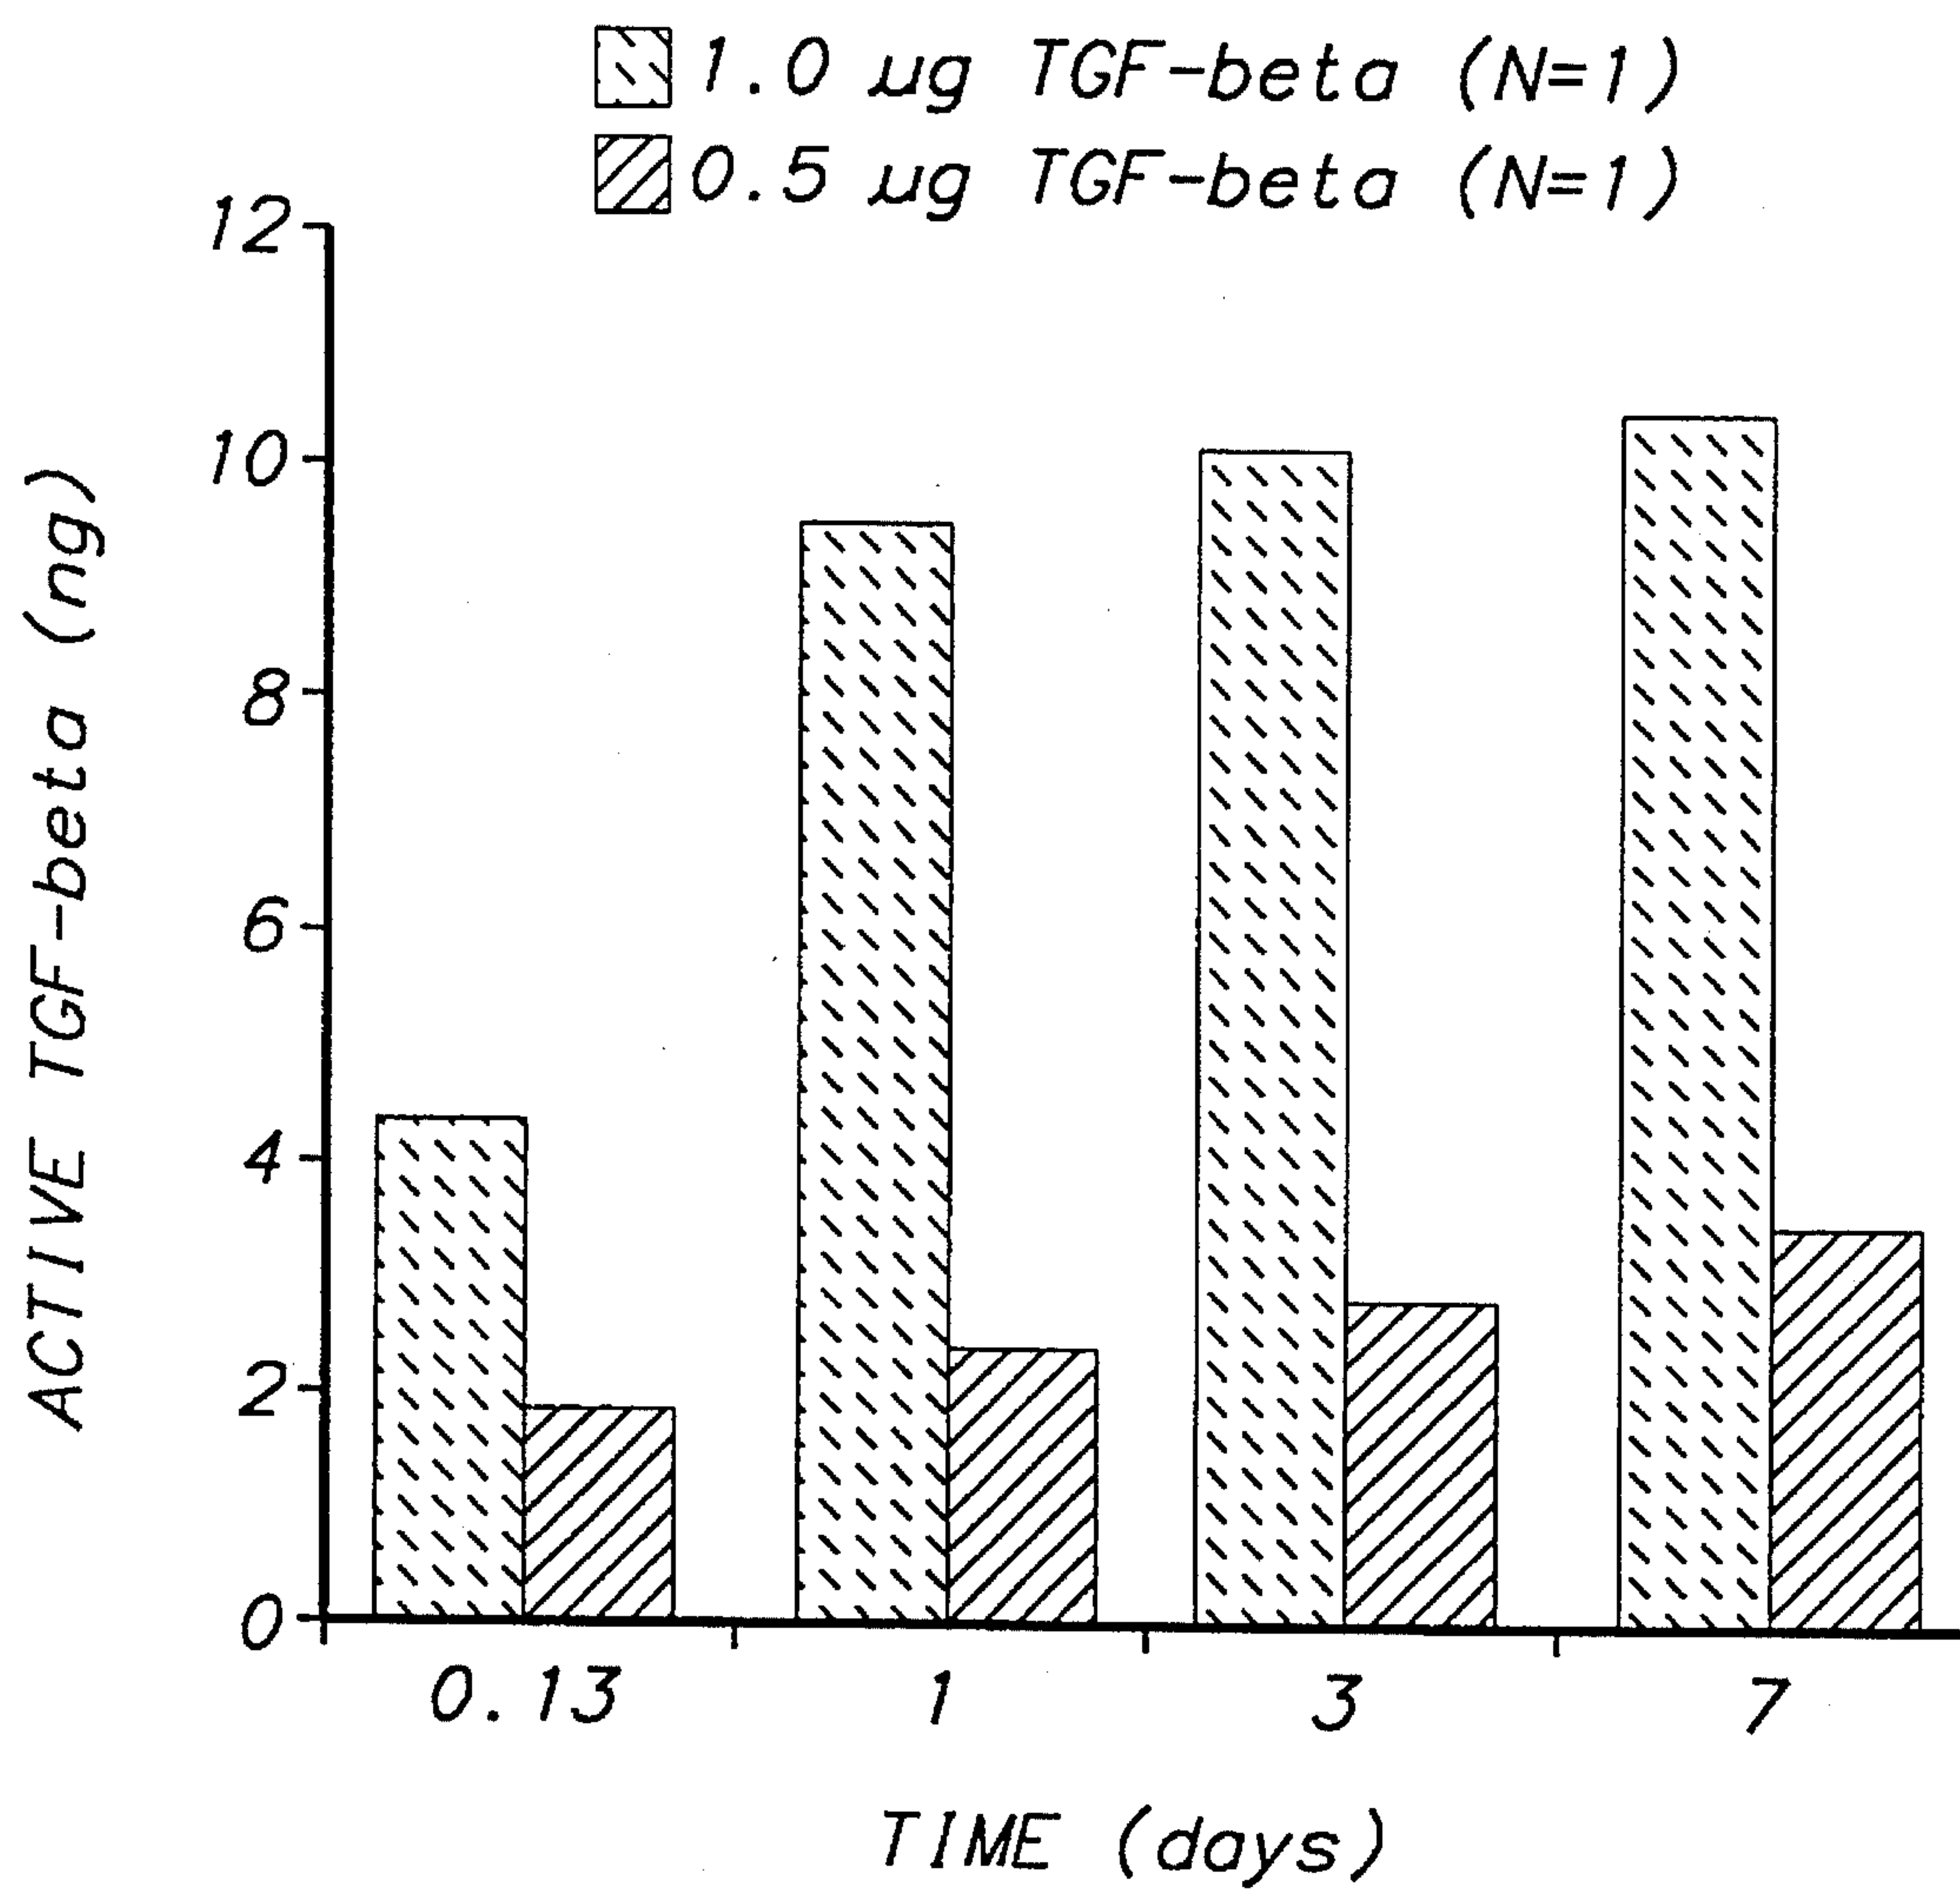 1.0 µg TGF-beta (N=1)
0.5 µg TGF-beta (N=1)
12
10
8
6
4
2
0
ACTIVE TGF-beta (ng)
0.13 1 3 7
TIME (days)